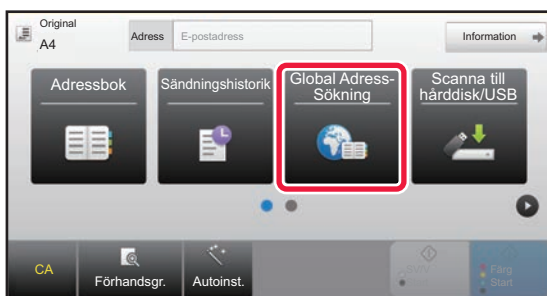 Original
A4
Adress
E-postadress
Information
Adressbok
Sändningshistorik
Global Adress-
Sökning
Scanna till
hårddisk/USB
CA
Förhandsgr.
Autoinst.
Färg
Start